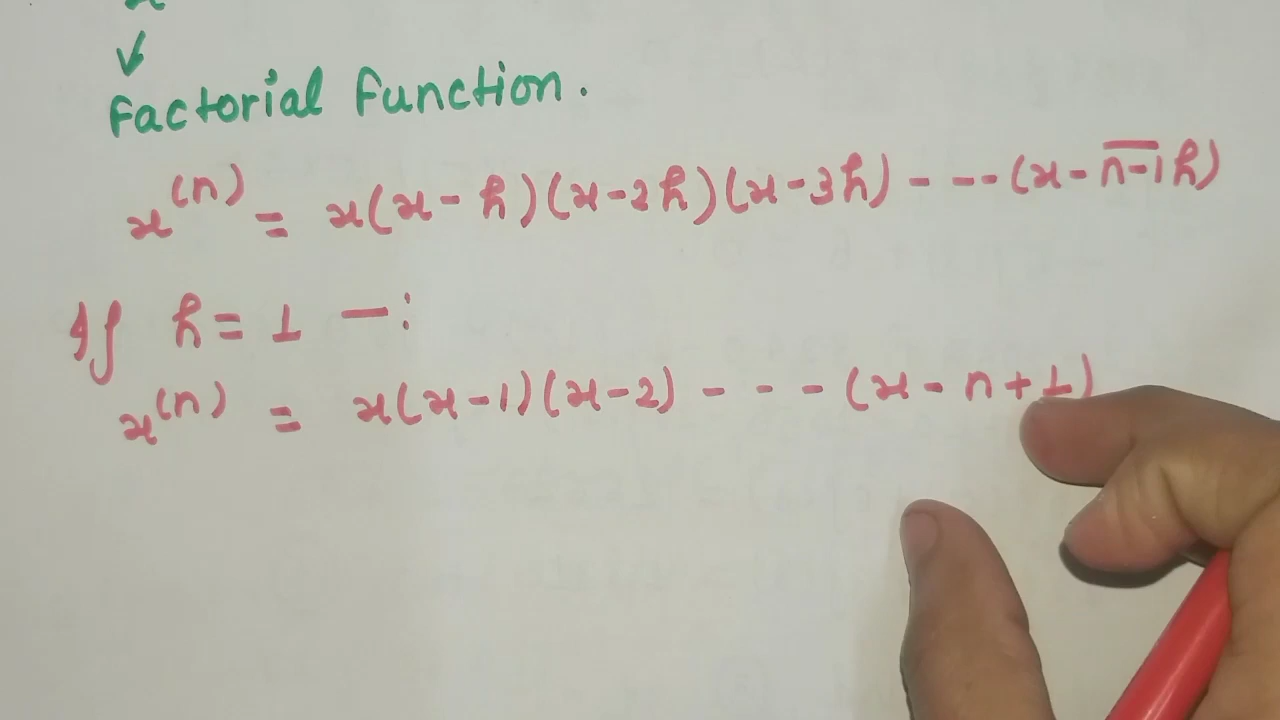 Factorial Function.
x^(n) = x(x-h)(x-2h)(x-3h) - - - (x - n̅-̅1̅h)
If h = 1 - :
x^(n) = x(x-1)(x-2) - - - (x - n + 1)